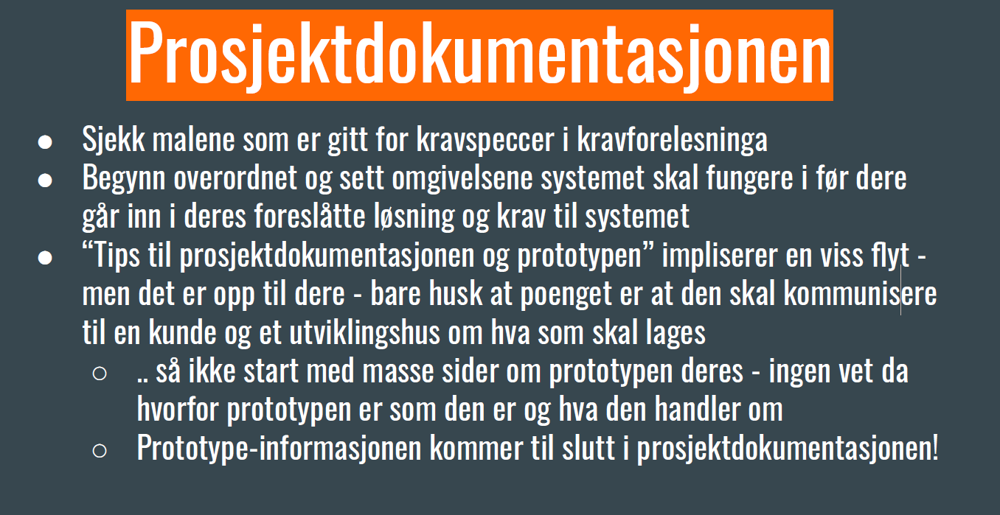 Prosjektdokumentasjonen
● Sjekk malene som er gitt for kravspeccer i kravforelesninga
● Begynn overordnet og sett omgivelsene systemet skal fungere i før dere
går inn i deres foreslåtte løsning og krav til systemet
● “Tips til prosjektdokumentasjonen og prototypen” impliserer en viss flyt -
men det er opp til dere - bare husk at poenget er at den skal kommunisere
til en kunde og et utviklingshus om hva som skal lages
○ .. så ikke start med masse sider om prototypen deres - ingen vet da
hvorfor prototypen er som den er og hva den handler om
○ Prototype-informasjonen kommer til slutt i prosjektdokumentasjonen!